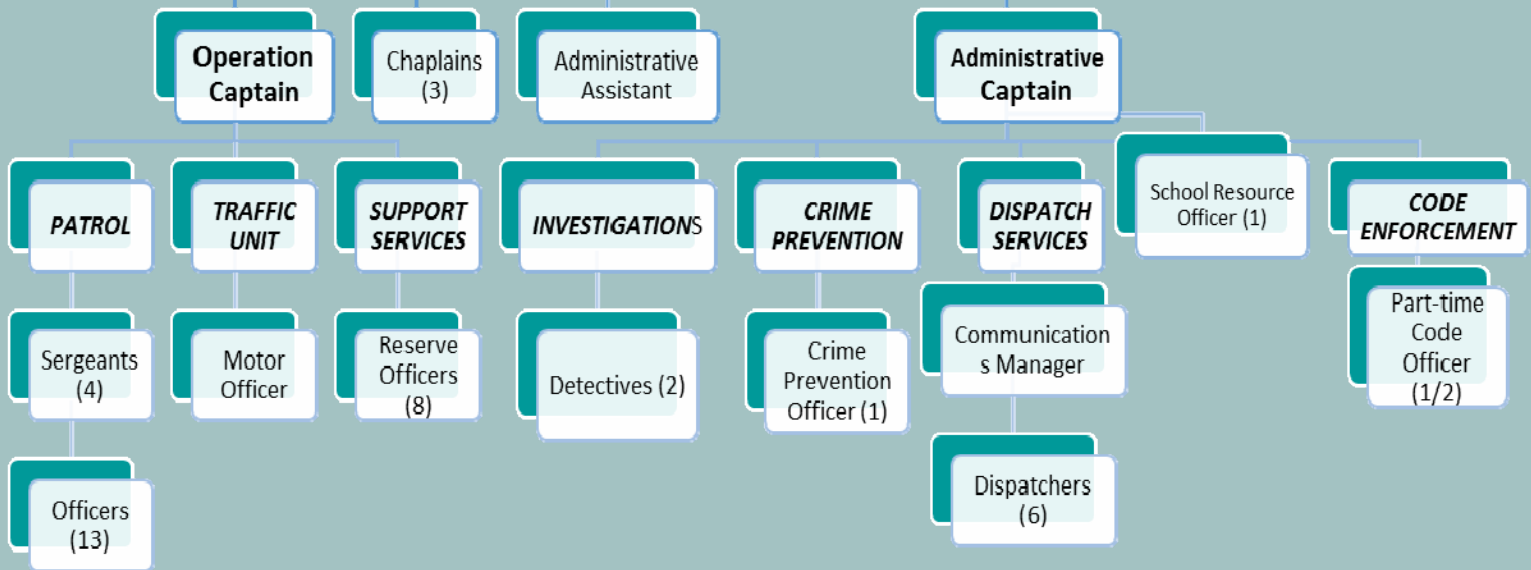 Operation
Captain
Chaplains
(3)
Administrative
Assistant
Administrative
Captain
PATROL
TRAFFIC
UNIT
SUPPORT
SERVICES
INVESTIGATIONS
CRIME
PREVENTION
DISPATCH
SERVICES
School Resource
Officer (1)
CODE
ENFORCEMENT
Sergeants
(4)
Motor
Officer
Reserve
Officers
(8)
Detectives (2)
Crime
Prevention
Officer (1)
Communication
s Manager
Part-time
Code
Officer
(1/2)
Officers
(13)
Dispatchers
(6)